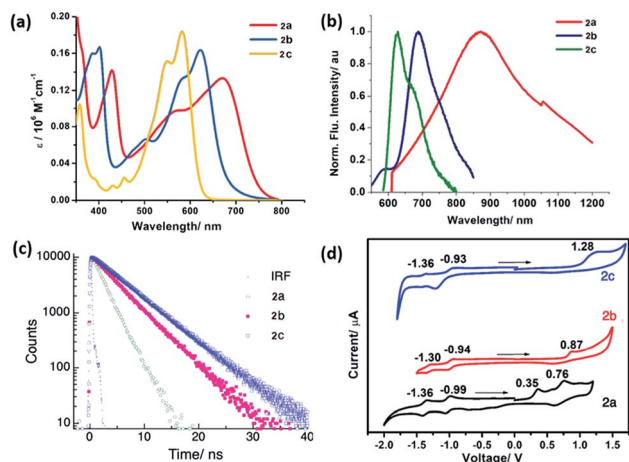 (a)
2a
2b
2c
0.20
0.16
0.12
0.08
0.04
0.00
ε / 10⁶ M⁻¹ cm⁻¹
400 500 600 700 800
Wavelength/ nm
(b)
2a
2b
2c
1.0
0.8
0.6
0.4
0.2
0.0
Norm. Flu. Intensity/ au
500 600 700 800 900 1000 1100 1200
Wavelength/ nm
(c)
10000
1000
100
10
Counts
IRF
2a
2b
2c
0 10 20 30 40
Time/ ns
(d)
Current/ μA
-1.36 -0.93 1.28
2c
-1.30 -0.94 0.87
2b
-1.36 -0.99 0.35 0.76
2a
-2.0 -1.5 -1.0 -0.5 0.0 0.5 1.0 1.5
Voltage/ V